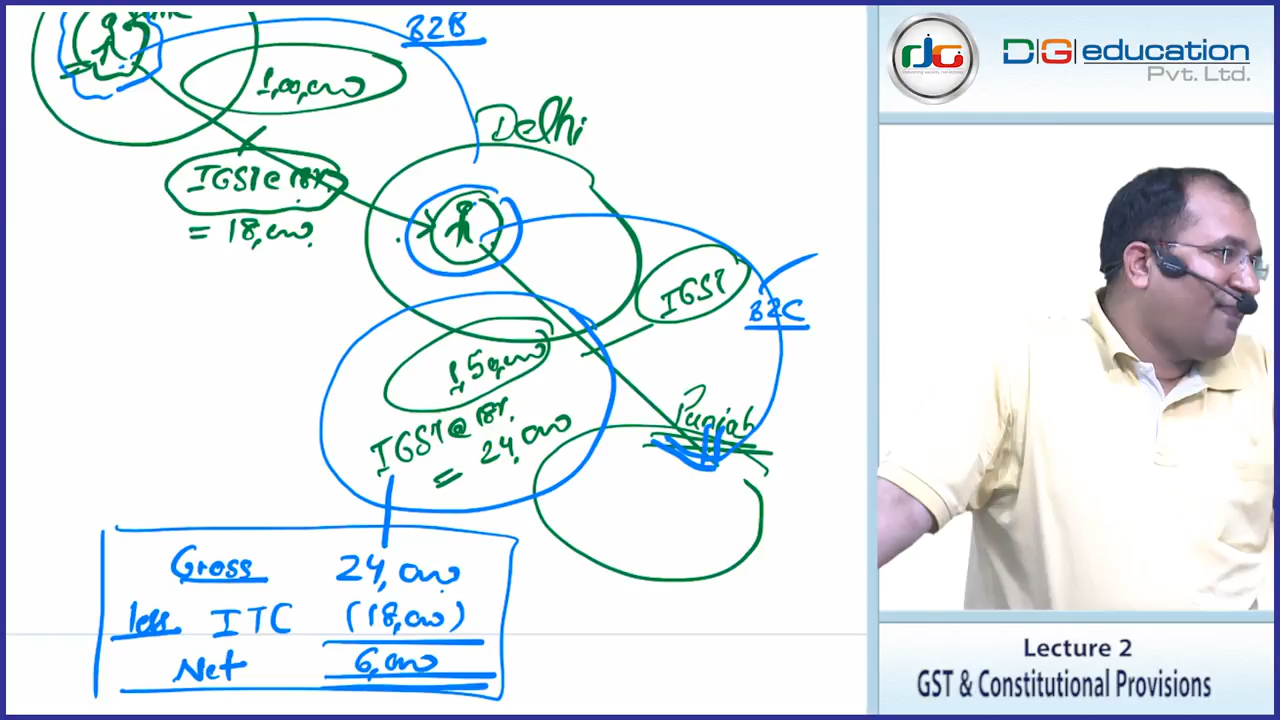 B2B
1,00,000
Delhi
IGST @ 18%
= 18,000
IGST
B2C
1,50,000
IGST @ 18%
= 24,000
Punjab
Gross 24,000
less ITC (18,000)
Net 6,000
DG education
Pvt. Ltd.
Lecture 2
GST & Constitutional Provisions